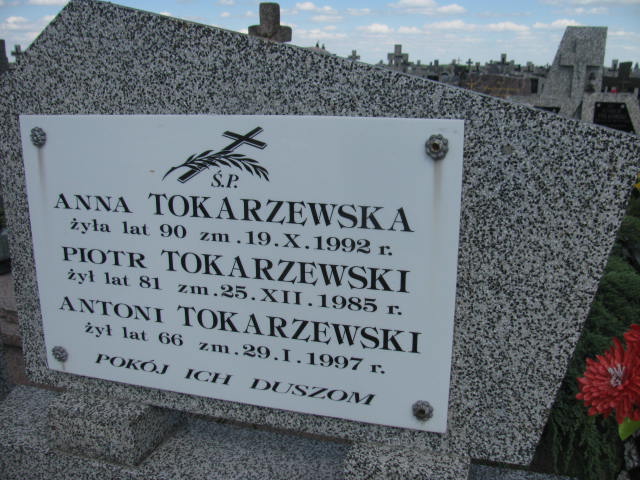 Ś.P.
ANNA TOKARZEWSKA
żyła lat 90 zm. 19.X.1992 r.
PIOTR TOKARZEWSKI
żył lat 81 zm. 25.XII.1985 r.
ANTONI TOKARZEWSKI
żył lat 66 zm. 29.I.1997 r.
POKÓJ ICH DUSZOM